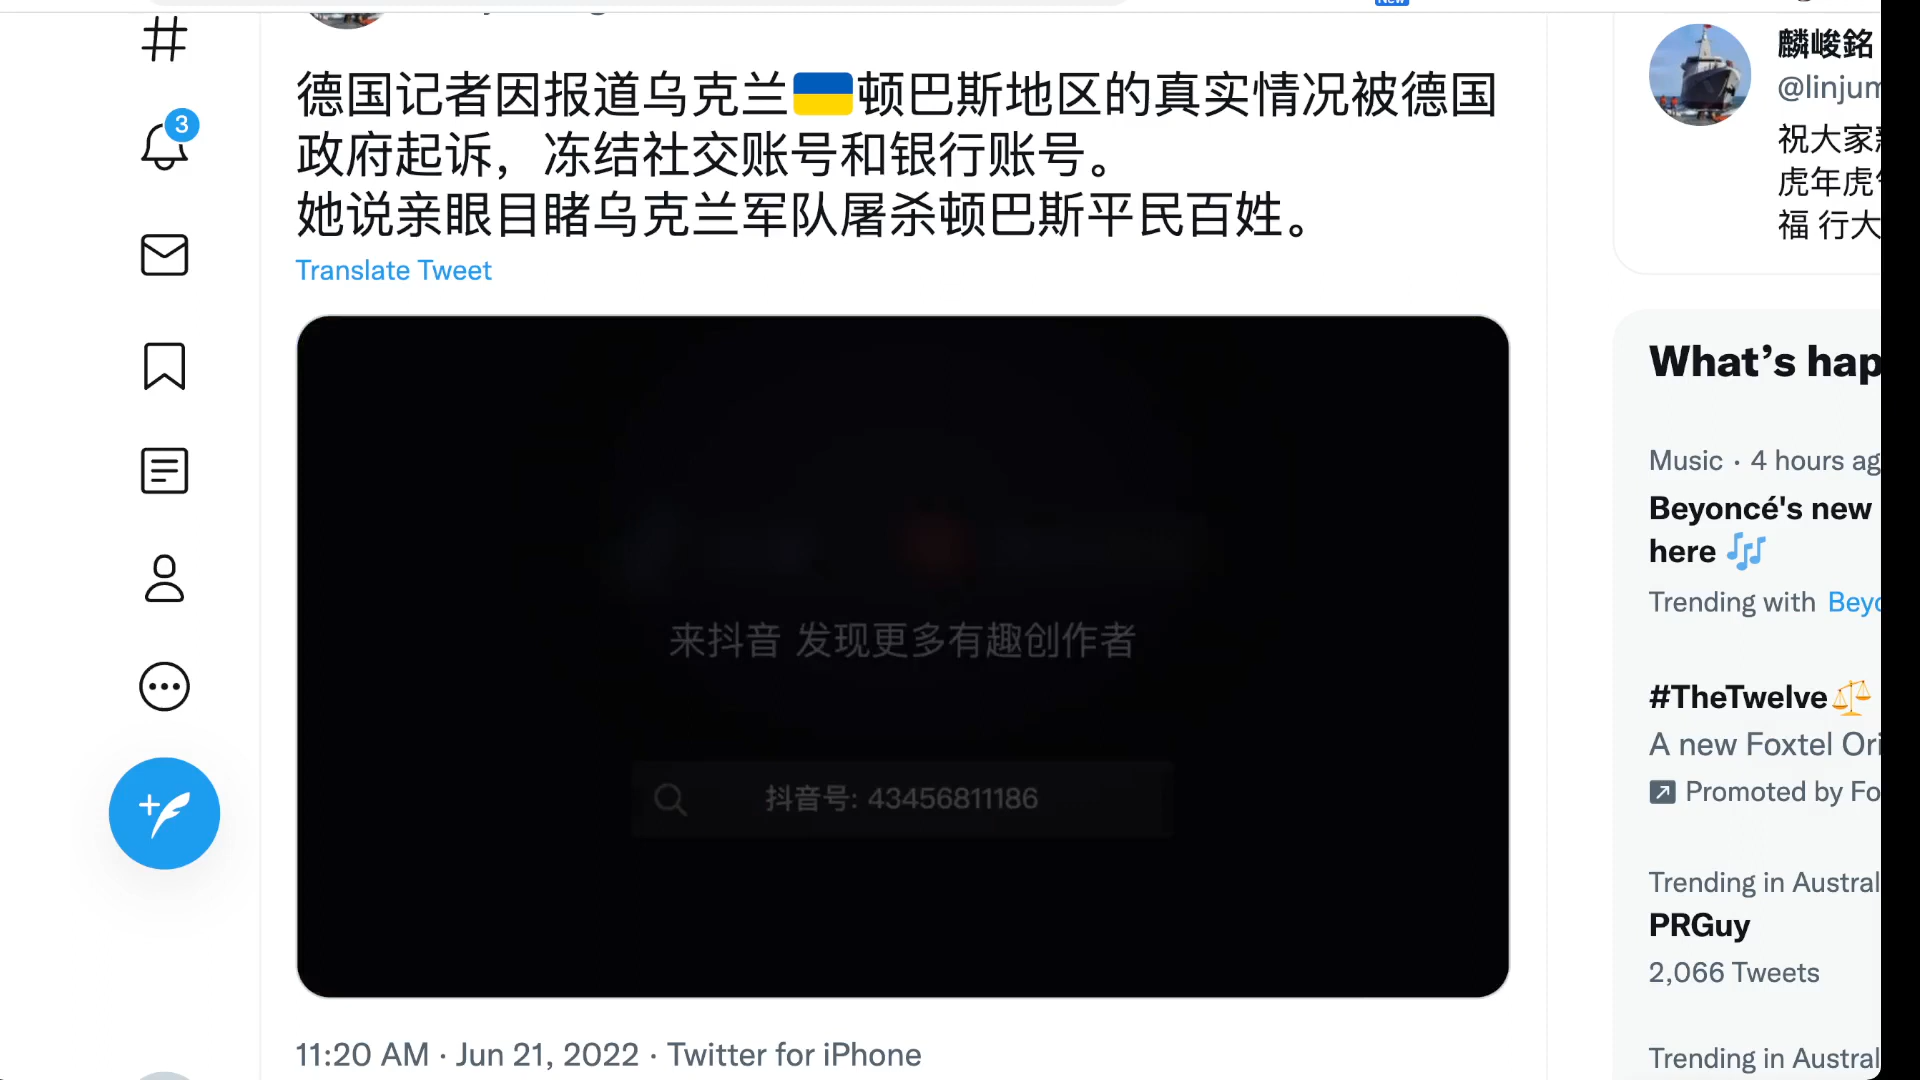 New
3
德国记者因报道乌克兰🇺🇦顿巴斯地区的真实情况被德国
政府起诉，冻结社交账号和银行账号。
她说亲眼目睹乌克兰军队屠杀顿巴斯平民百姓。
Translate Tweet
来抖音 发现更多有趣创作者
抖音号: 43456811186
11:20 AM · Jun 21, 2022 · Twitter for iPhone
麟峻銘
@linjum
祝大家
虎年虎
福 行大
What’s hap
Music · 4 hours ag
Beyoncé's new
here 🎶
Trending with Beyo
#TheTwelve⚖️
A new Foxtel Ori
Promoted by Fo
Trending in Austral
PRGuy
2,066 Tweets
Trending in Austral